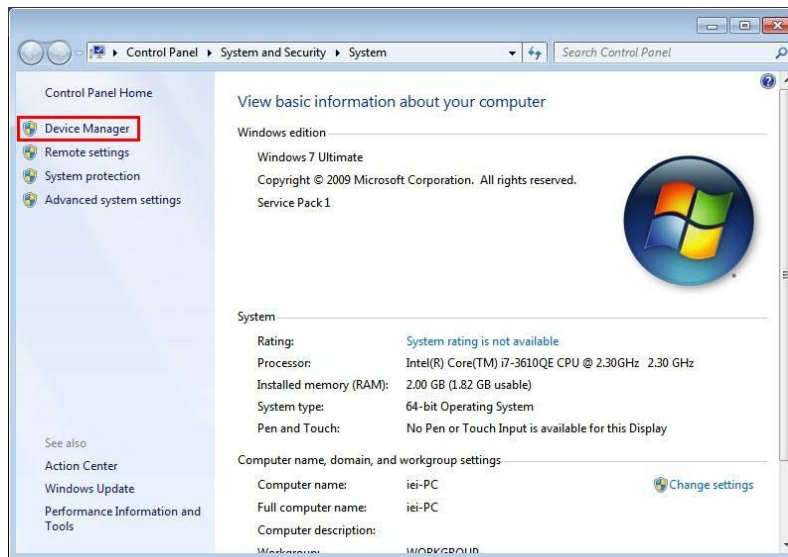 Control Panel ▸ System and Security ▸ System
Search Control Panel
Control Panel Home
Device Manager
Remote settings
System protection
Advanced system settings
See also
Action Center
Windows Update
Performance Information and
Tools
View basic information about your computer
Windows edition
Windows 7 Ultimate
Copyright © 2009 Microsoft Corporation. All rights reserved.
Service Pack 1
System
Rating: System rating is not available
Processor: Intel(R) Core(TM) i7-3610QE CPU @ 2.30GHz 2.30 GHz
Installed memory (RAM): 2.00 GB (1.82 GB usable)
System type: 64-bit Operating System
Pen and Touch: No Pen or Touch Input is available for this Display
Computer name, domain, and workgroup settings
Computer name: iei-PC Change settings
Full computer name: iei-PC
Computer description:
Workgroup: WORKGROUP